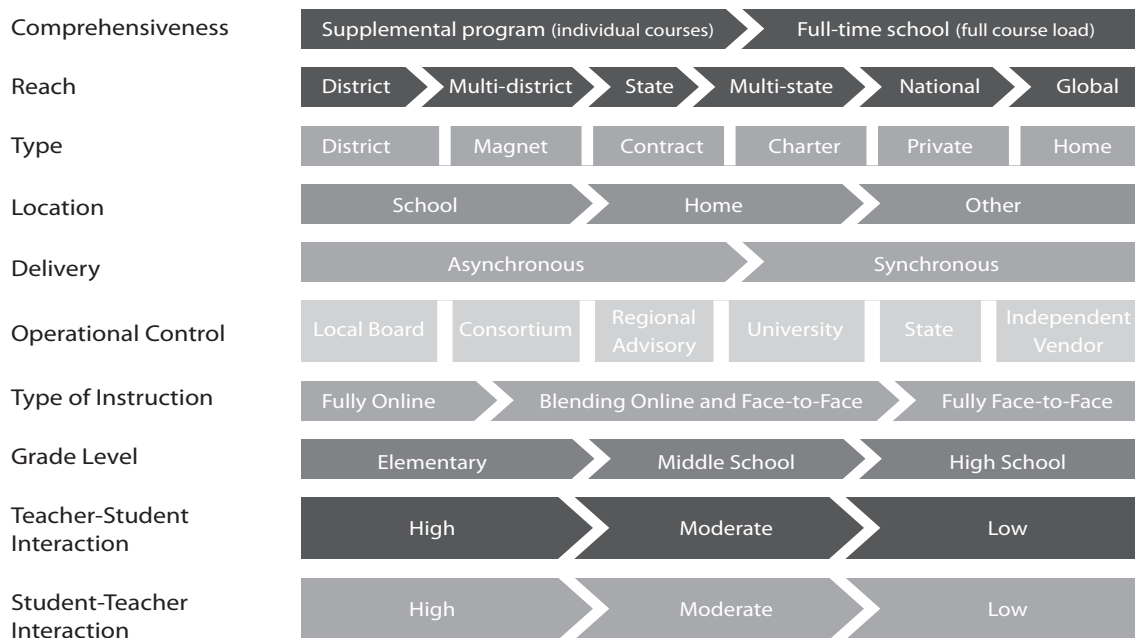 Comprehensiveness
Supplemental program (individual courses) Full-time school (full course load)
Reach
District Multi-district State Multi-state National Global
Type
District Magnet Contract Charter Private Home
Location
School Home Other
Delivery
Asynchronous Synchronous
Operational Control
Local Board Consortium Regional Advisory University State Independent Vendor
Type of Instruction
Fully Online Blending Online and Face-to-Face Fully Face-to-Face
Grade Level
Elementary Middle School High School
Teacher-Student
Interaction
High Moderate Low
Student-Teacher
Interaction
High Moderate Low